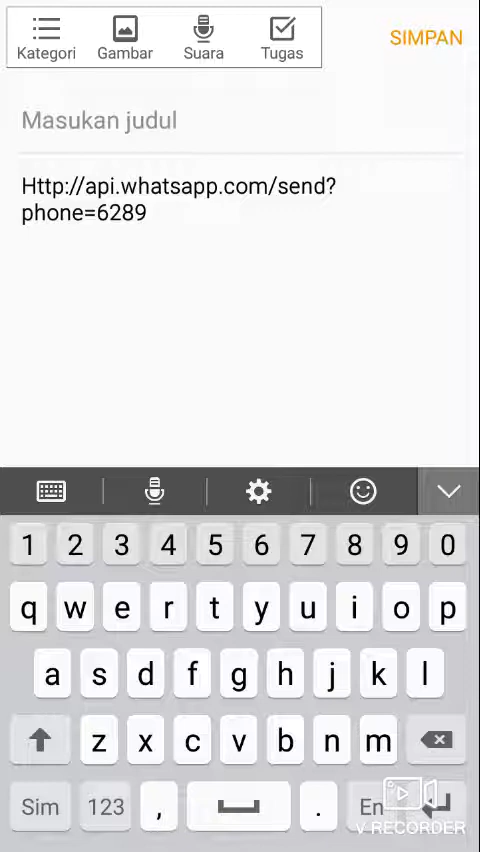 Kategori Gambar Suara Tugas SIMPAN
Masukan judul
Http://api.whatsapp.com/send?
phone=6289
1 2 3 4 5 6 7 8 9 0
q w e r t y u i o p
a s d f g h j k l
z x c v b n m
Sim 123 , . En
V RECORDER